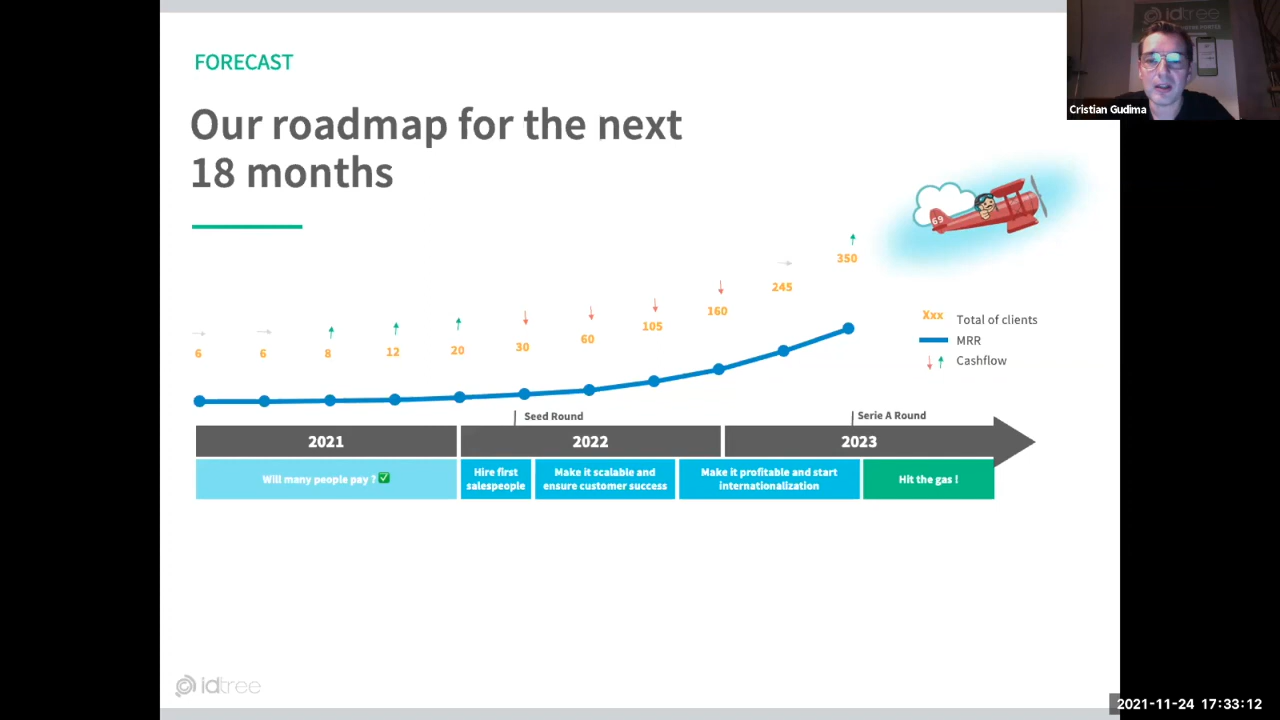 FORECAST
Our roadmap for the next
18 months
idtree
Cristian Gudima
69
350
245
160
105
60
30
20
12
8
6
6
Xxx
Total of clients
MRR
Cashflow
Seed Round
Serie A Round
2021
2022
2023
Will many people pay ? ✅
Hire first
salespeople
Make it scalable and
ensure customer success
Make it profitable and start
internationalization
Hit the gas !
idtree
2021-11-24 17:33:12